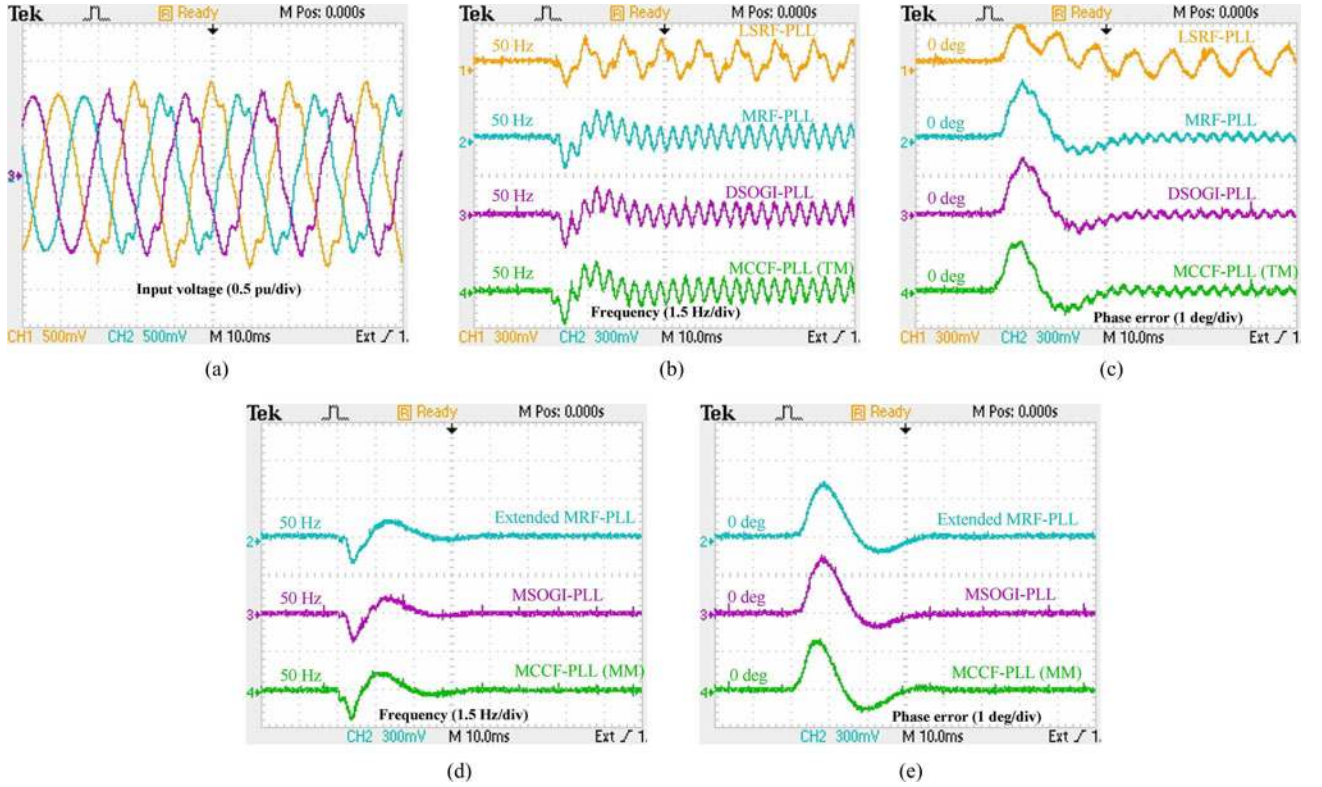 Tek R Ready M Pos: 0.000s
3
Input voltage (0.5 pu/div)
CH1 500mV CH2 500mV M 10.0ms Ext 1.
(a)
Tek R Ready M Pos: 0.000s
50 Hz LSRF-PLL
1
50 Hz MRF-PLL
2
50 Hz DSOGI-PLL
3
50 Hz MCCF-PLL (TM)
4
Frequency (1.5 Hz/div)
CH1 300mV CH2 300mV M 10.0ms Ext 1.
(b)
Tek R Ready M Pos: 0.000s
0 deg LSRF-PLL
1
0 deg MRF-PLL
2
0 deg DSOGI-PLL
3
0 deg MCCF-PLL (TM)
4
Phase error (1 deg/div)
CH1 300mV CH2 300mV M 10.0ms Ext 1.
(c)
Tek R Ready M Pos: 0.000s
50 Hz Extended MRF-PLL
2
50 Hz MSOGI-PLL
3
50 Hz MCCF-PLL (MM)
4
Frequency (1.5 Hz/div)
CH2 300mV M 10.0ms Ext 1.
(d)
Tek R Ready M Pos: 0.000s
0 deg Extended MRF-PLL
2
0 deg MSOGI-PLL
3
0 deg MCCF-PLL (MM)
4
Phase error (1 deg/div)
CH2 300mV M 10.0ms Ext 1.
(e)